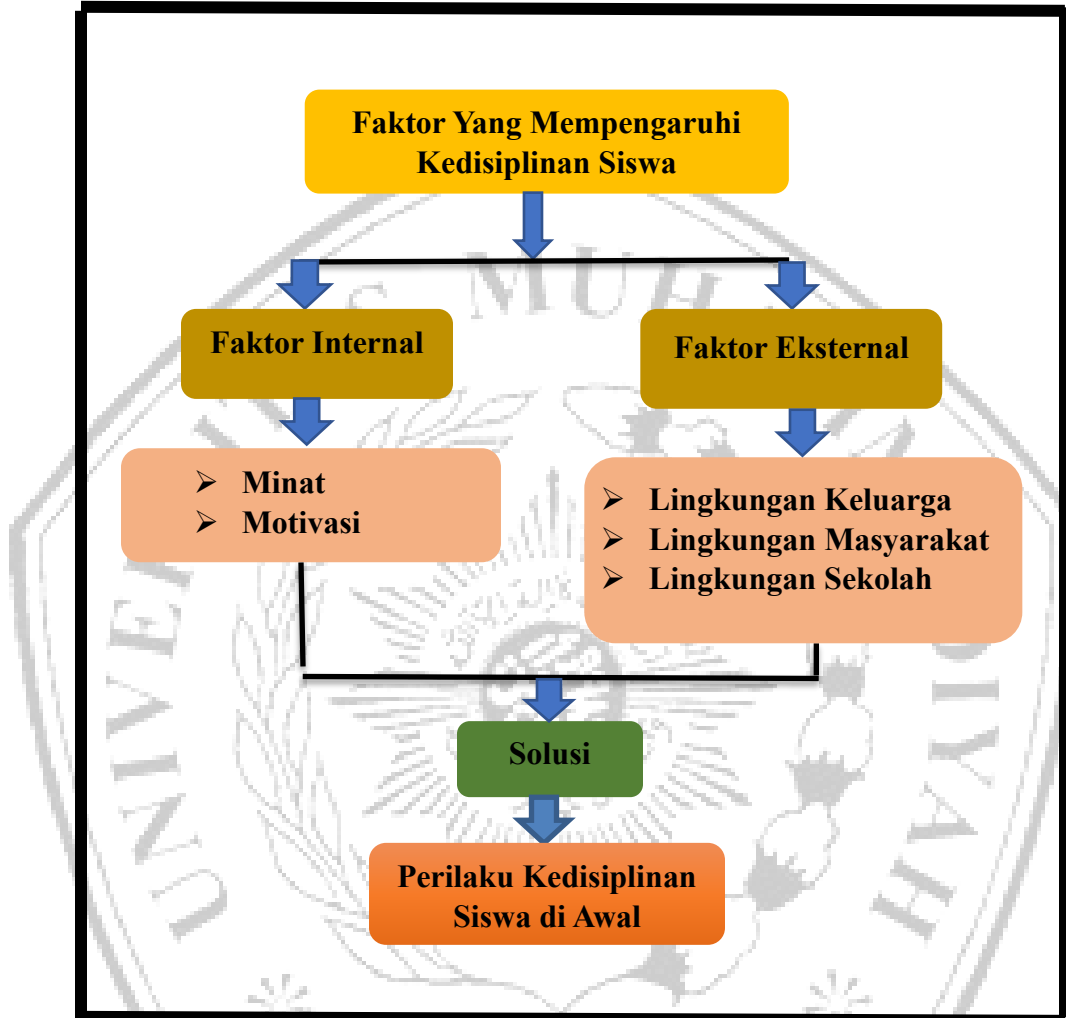 Faktor Yang Mempengaruhi
Kedisiplinan Siswa
Faktor Internal
Faktor Eksternal
➢ Minat
➢ Motivasi
➢ Lingkungan Keluarga
➢ Lingkungan Masyarakat
➢ Lingkungan Sekolah
Solusi
Perilaku Kedisiplinan
Siswa di Awal